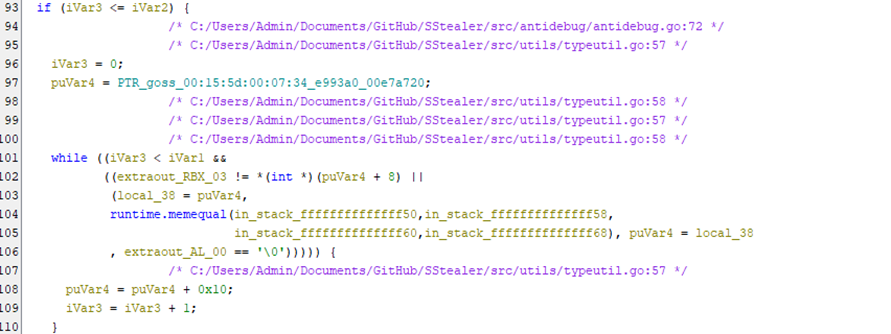 93 if (iVar3 <= iVar2) {
94 /* C:/Users/Admin/Documents/GitHub/SStealer/src/antidebug/antidebug.go:72 */
95 /* C:/Users/Admin/Documents/GitHub/SStealer/src/utils/typeutil.go:57 */
96 iVar3 = 0;
97 puVar4 = PTR_goss_00:15:5d:00:07:34_e993a0_00e7a720;
98 /* C:/Users/Admin/Documents/GitHub/SStealer/src/utils/typeutil.go:58 */
99 /* C:/Users/Admin/Documents/GitHub/SStealer/src/utils/typeutil.go:57 */
100 /* C:/Users/Admin/Documents/GitHub/SStealer/src/utils/typeutil.go:58 */
101 while ((iVar3 < iVar1 &&
102 ((extraout_RBX_03 != *(int *)(puVar4 + 8) ||
103 (local_38 = puVar4,
104 runtime.memequal(in_stack_ffffffffffffff50,in_stack_ffffffffffffff58,
105 in_stack_ffffffffffffff60,in_stack_ffffffffffffff68), puVar4 = local_38
106 , extraout_AL_00 == '\0'))))) {
107 /* C:/Users/Admin/Documents/GitHub/SStealer/src/utils/typeutil.go:57 */
108 puVar4 = puVar4 + 0x10;
109 iVar3 = iVar3 + 1;
110 }